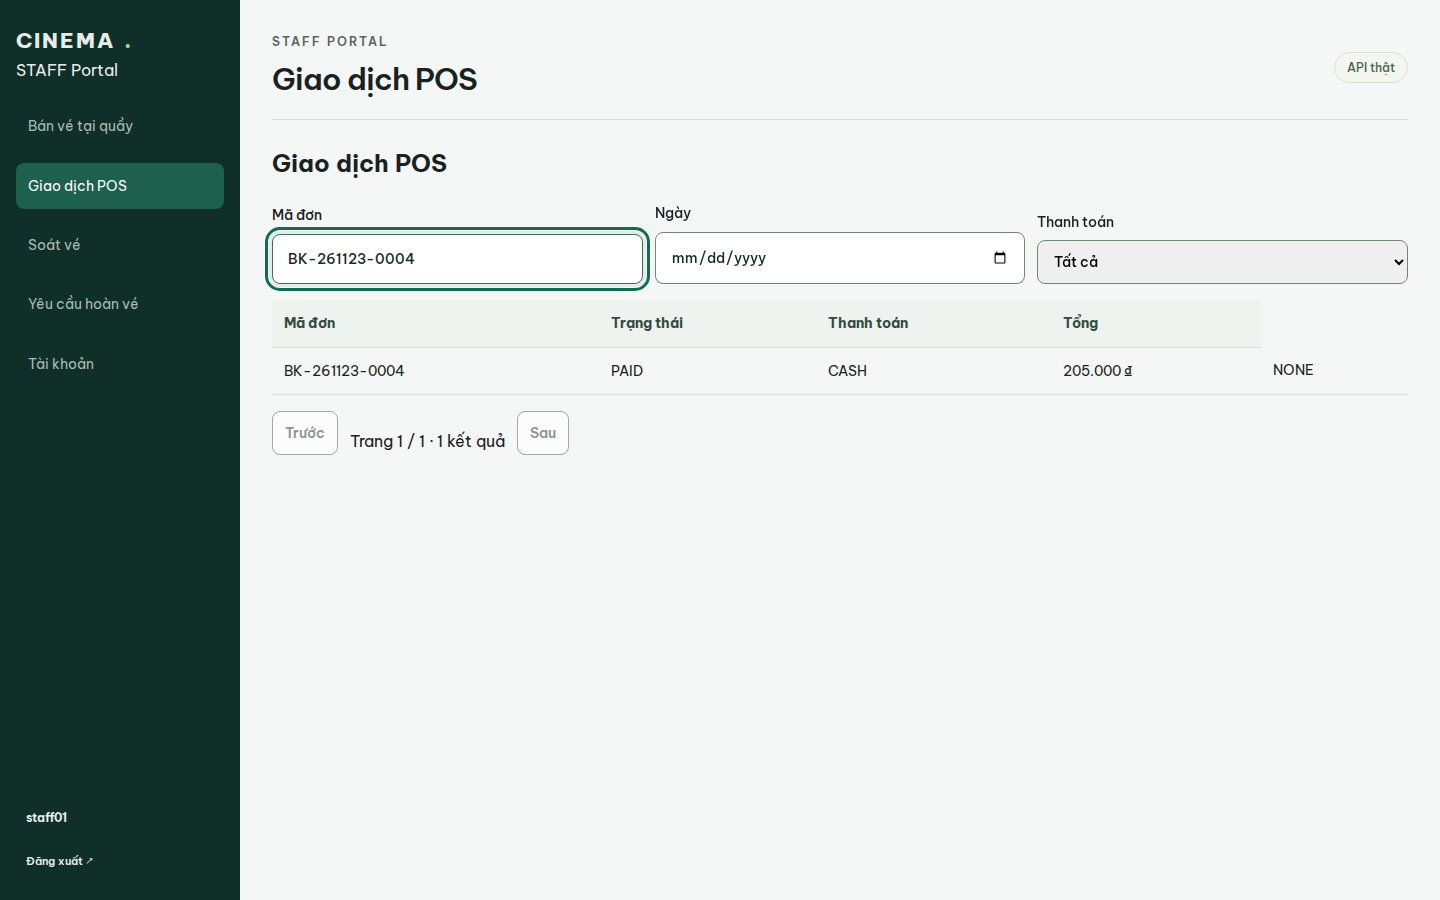 CINEMA .
STAFF Portal
Bán vé tại quầy
Giao dịch POS
Soát vé
Yêu cầu hoàn vé
Tài khoản
staff01
Đăng xuất ↗
STAFF PORTAL
Giao dịch POS
API thật
Giao dịch POS
Mã đơn
BK-261123-0004
Ngày
mm/dd/yyyy
Thanh toán
Tất cả
Mã đơn Trạng thái Thanh toán Tổng
BK-261123-0004 PAID CASH 205.000 ₫ NONE
Trước Trang 1 / 1 · 1 kết quả Sau